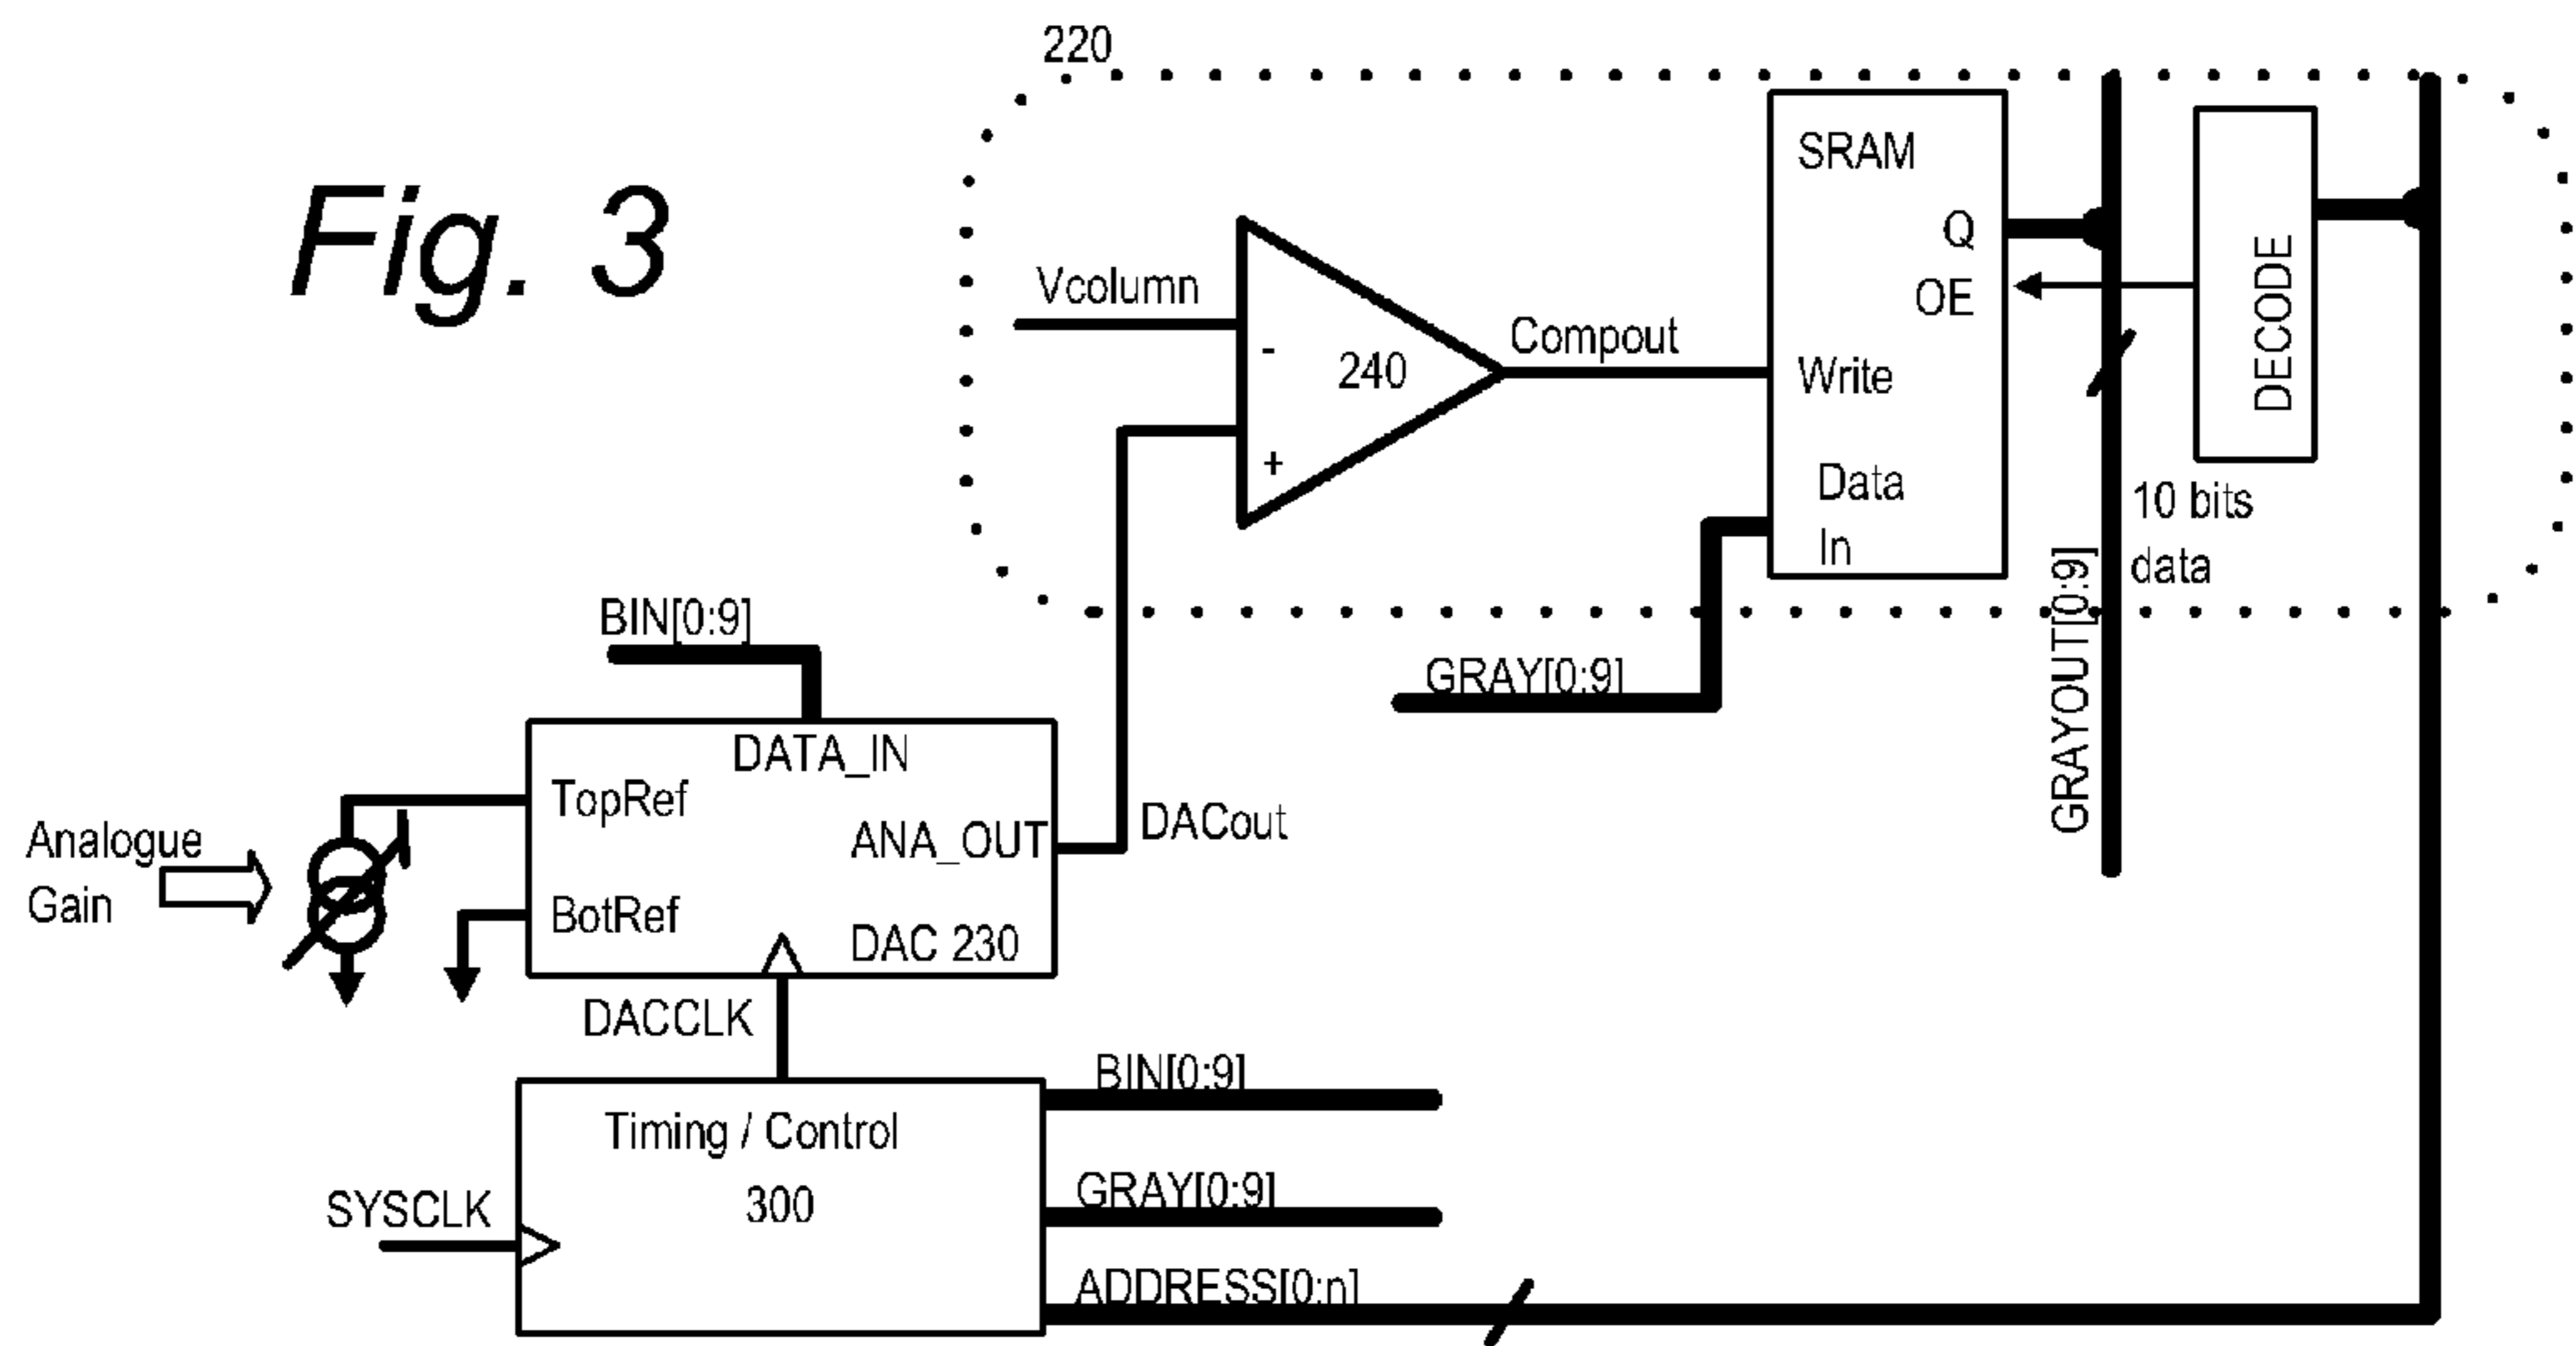 Fig. 3
220
SRAM
Q
OE
Write
Data
In
DECODE
Vcolumn
-
240
+
Compout
10 bits
data
GRAYOUT[0:9]
GRAY[0:9]
BIN[0:9]
DATA_IN
TopRef
ANA_OUT
BotRef
DAC 230
DACout
Analogue
Gain
DACCLK
Timing / Control
300
SYSCLK
BIN[0:9]
GRAY[0:9]
ADDRESS[0:n]